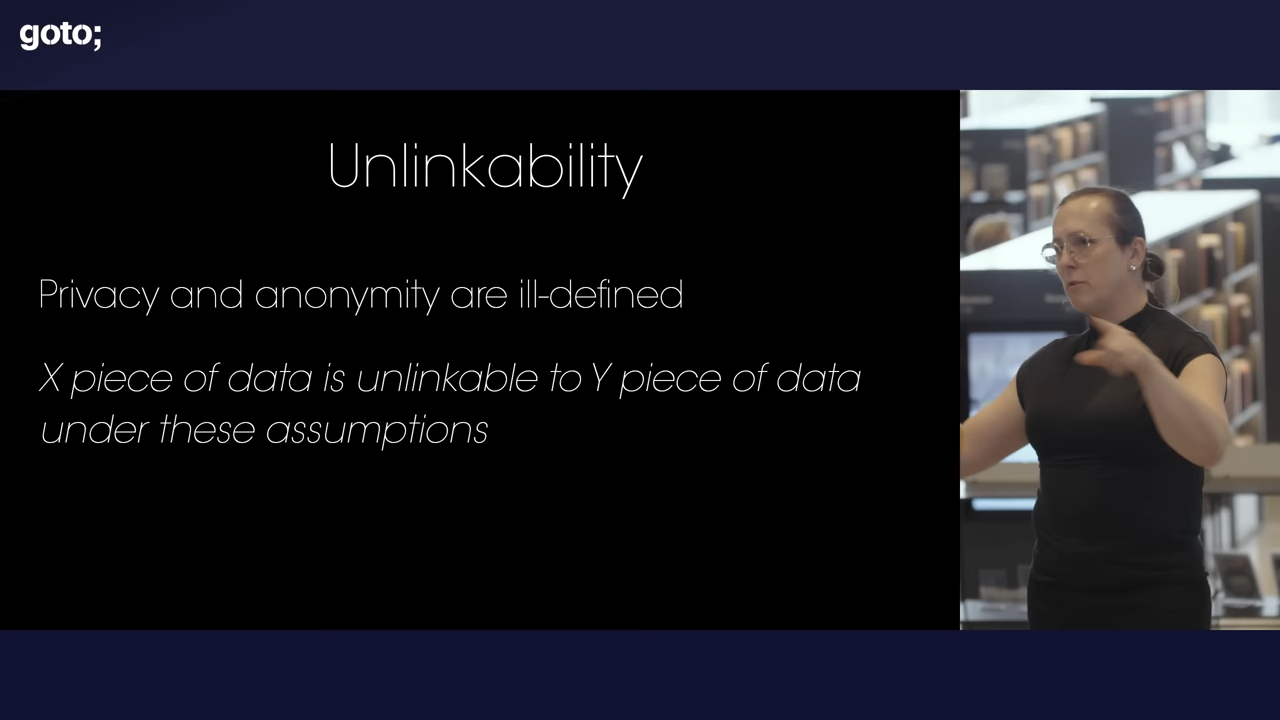 goto;
Unlinkability
Privacy and anonymity are ill-defined
X piece of data is unlinkable to Y piece of data
under these assumptions